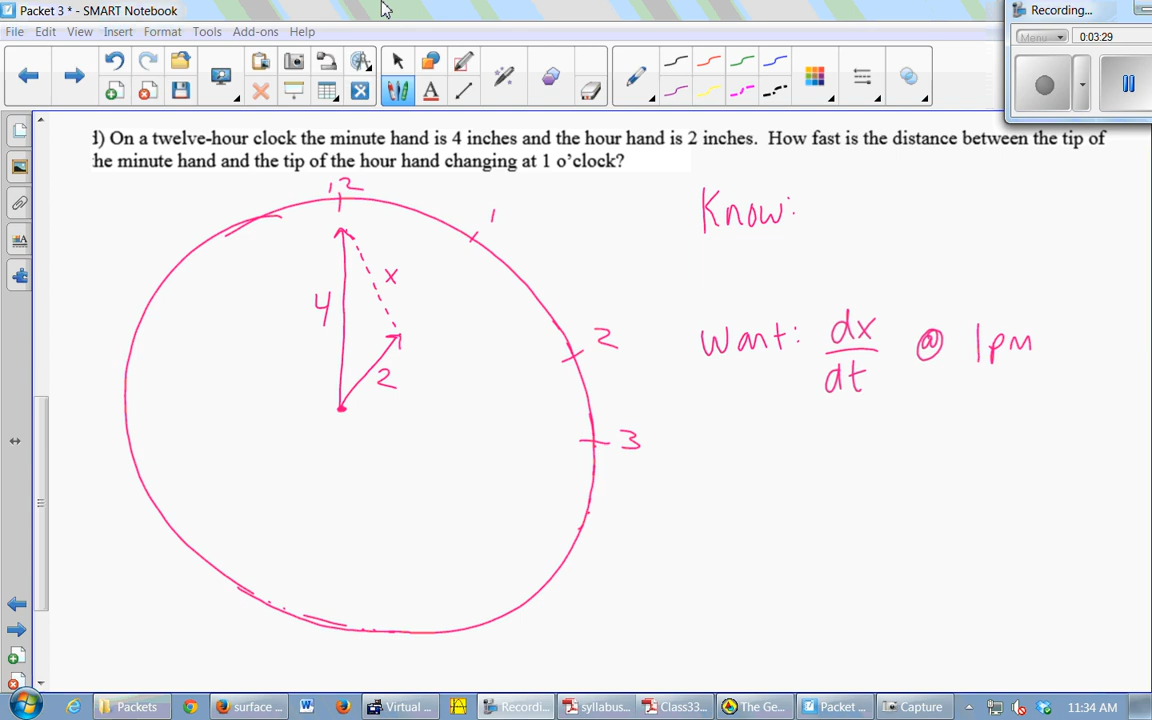 Packet 3 * - SMART Notebook
Recording...
File Edit View Insert Format Tools Add-ons Help
Menu
0:03:29
A
) On a twelve-hour clock the minute hand is 4 inches and the hour hand is 2 inches. How fast is the distance between the tip of
he minute hand and the tip of the hour hand changing at 1 o'clock?
12
1
Know:
x
4
2
Want: dx/dt @ 1pm
2
3
Packets
surface ...
Virtual ...
Recordi...
syllabus...
Class33...
The Ge...
Packet ...
Capture
11:34 AM